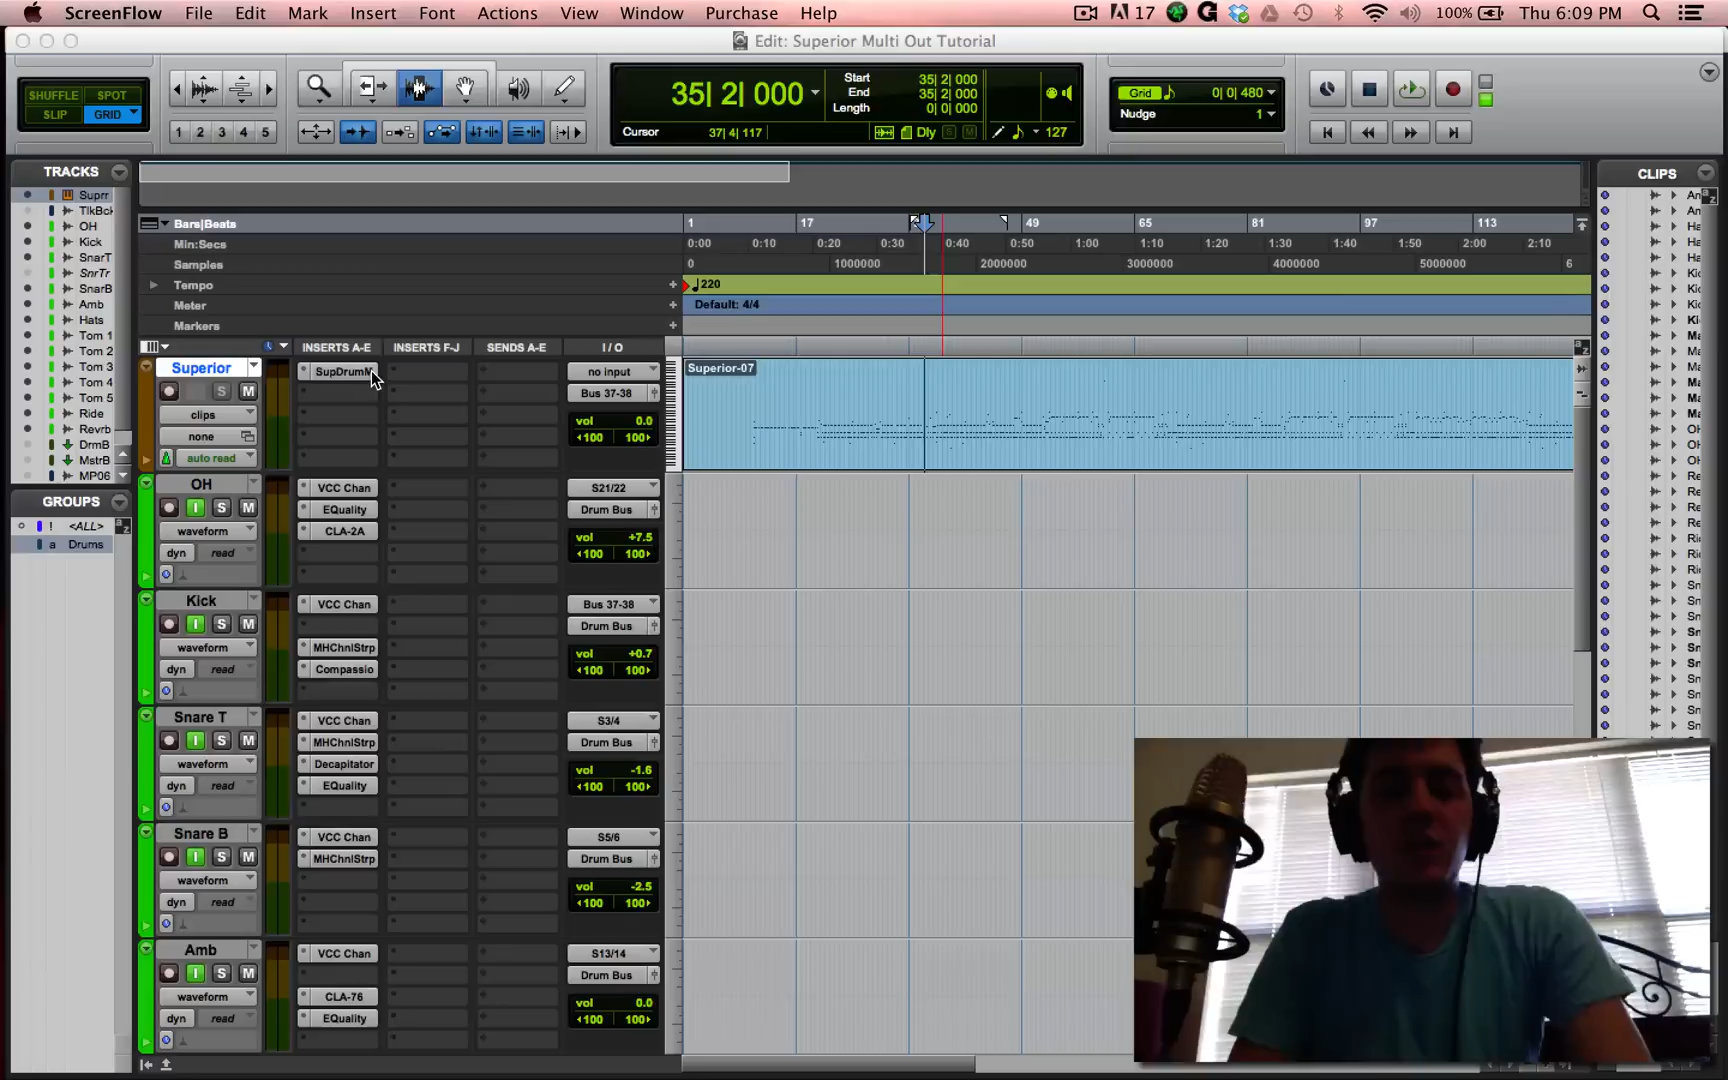 ScreenFlow File Edit Mark Insert Font Actions View Window Purchase Help 17 100% Thu 6:09 PM
Edit: Superior Multi Out Tutorial
SHUFFLE SPOT
SLIP GRID
1 2 3 4 5
35| 2| 000
Start 35| 2| 000
End 35| 2| 000
Length 0| 0| 000
Cursor 37| 4| 117
Dly S M 127
Grid 0| 0| 480
Nudge 1
TRACKS
Suprr
TlkBck
OH
Kick
SnarT
SnrTr
SnarB
Amb
Hats
Tom 1
Tom 2
Tom 3
Tom 4
Tom 5
Ride
Revrb
DrmB
MstrB
MP06
GROUPS
! <ALL>
a Drums
CLIPS
Bars|Beats 1 17 49 65 81 97 113
Min:Secs 0:00 0:10 0:20 0:30 0:40 0:50 1:00 1:10 1:20 1:30 1:40 1:50 2:00 2:10
Samples 0 1000000 2000000 3000000 4000000 5000000 6
Tempo 220
Meter Default: 4/4
Markers
INSERTS A-E INSERTS F-J SENDS A-E I / O
Superior SupDrumM no input
S M Bus 37-38
clips
vol 0.0
none 100 100
auto read
Superior-07
OH VCC Chan S21/22
I S M EQuality Drum Bus
waveform CLA-2A
vol +7.5
dyn read 100 100
Kick VCC Chan Bus 37-38
I S M Drum Bus
waveform MHChnlStrp
vol +0.7
dyn read Compassio 100 100
Snare T VCC Chan S3/4
I S M MHChnlStrp Drum Bus
waveform Decapitator
vol -1.6
dyn read EQuality 100 100
Snare B VCC Chan S5/6
I S M MHChnlStrp Drum Bus
waveform
vol -2.5
dyn read 100 100
Amb VCC Chan S13/14
I S M Drum Bus
waveform CLA-76
vol 0.0
dyn read EQuality 100 100